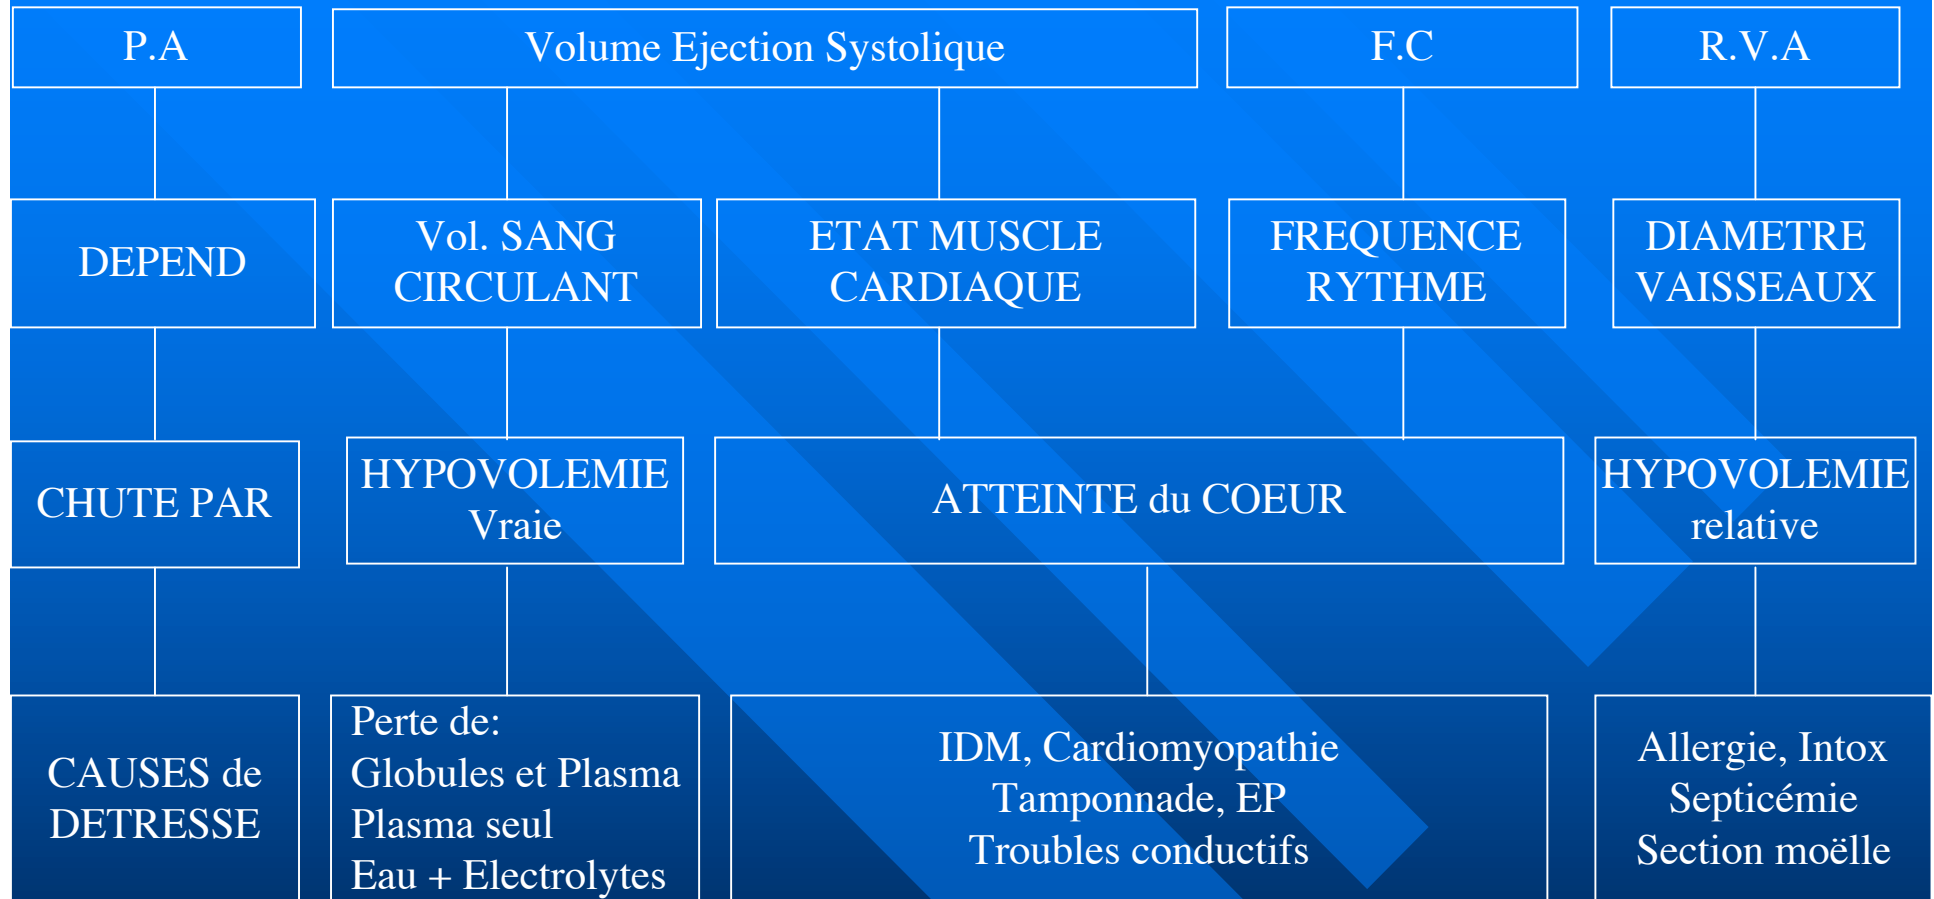 P.A
Volume Ejection Systolique
F.C
R.V.A
DEPEND
Vol. SANG
CIRCULANT
ETAT MUSCLE
CARDIAQUE
FREQUENCE
RYTHME
DIAMETRE
VAISSEAUX
CHUTE PAR
HYPOVOLEMIE
Vraie
ATTEINTE du COEUR
HYPOVOLEMIE
relative
CAUSES de
DETRESSE
Perte de:
Globules et Plasma
Plasma seul
Eau + Electrolytes
IDM, Cardiomyopathie
Tamponnade, EP
Troubles conductifs
Allergie, Intox
Septicémie
Section moëlle